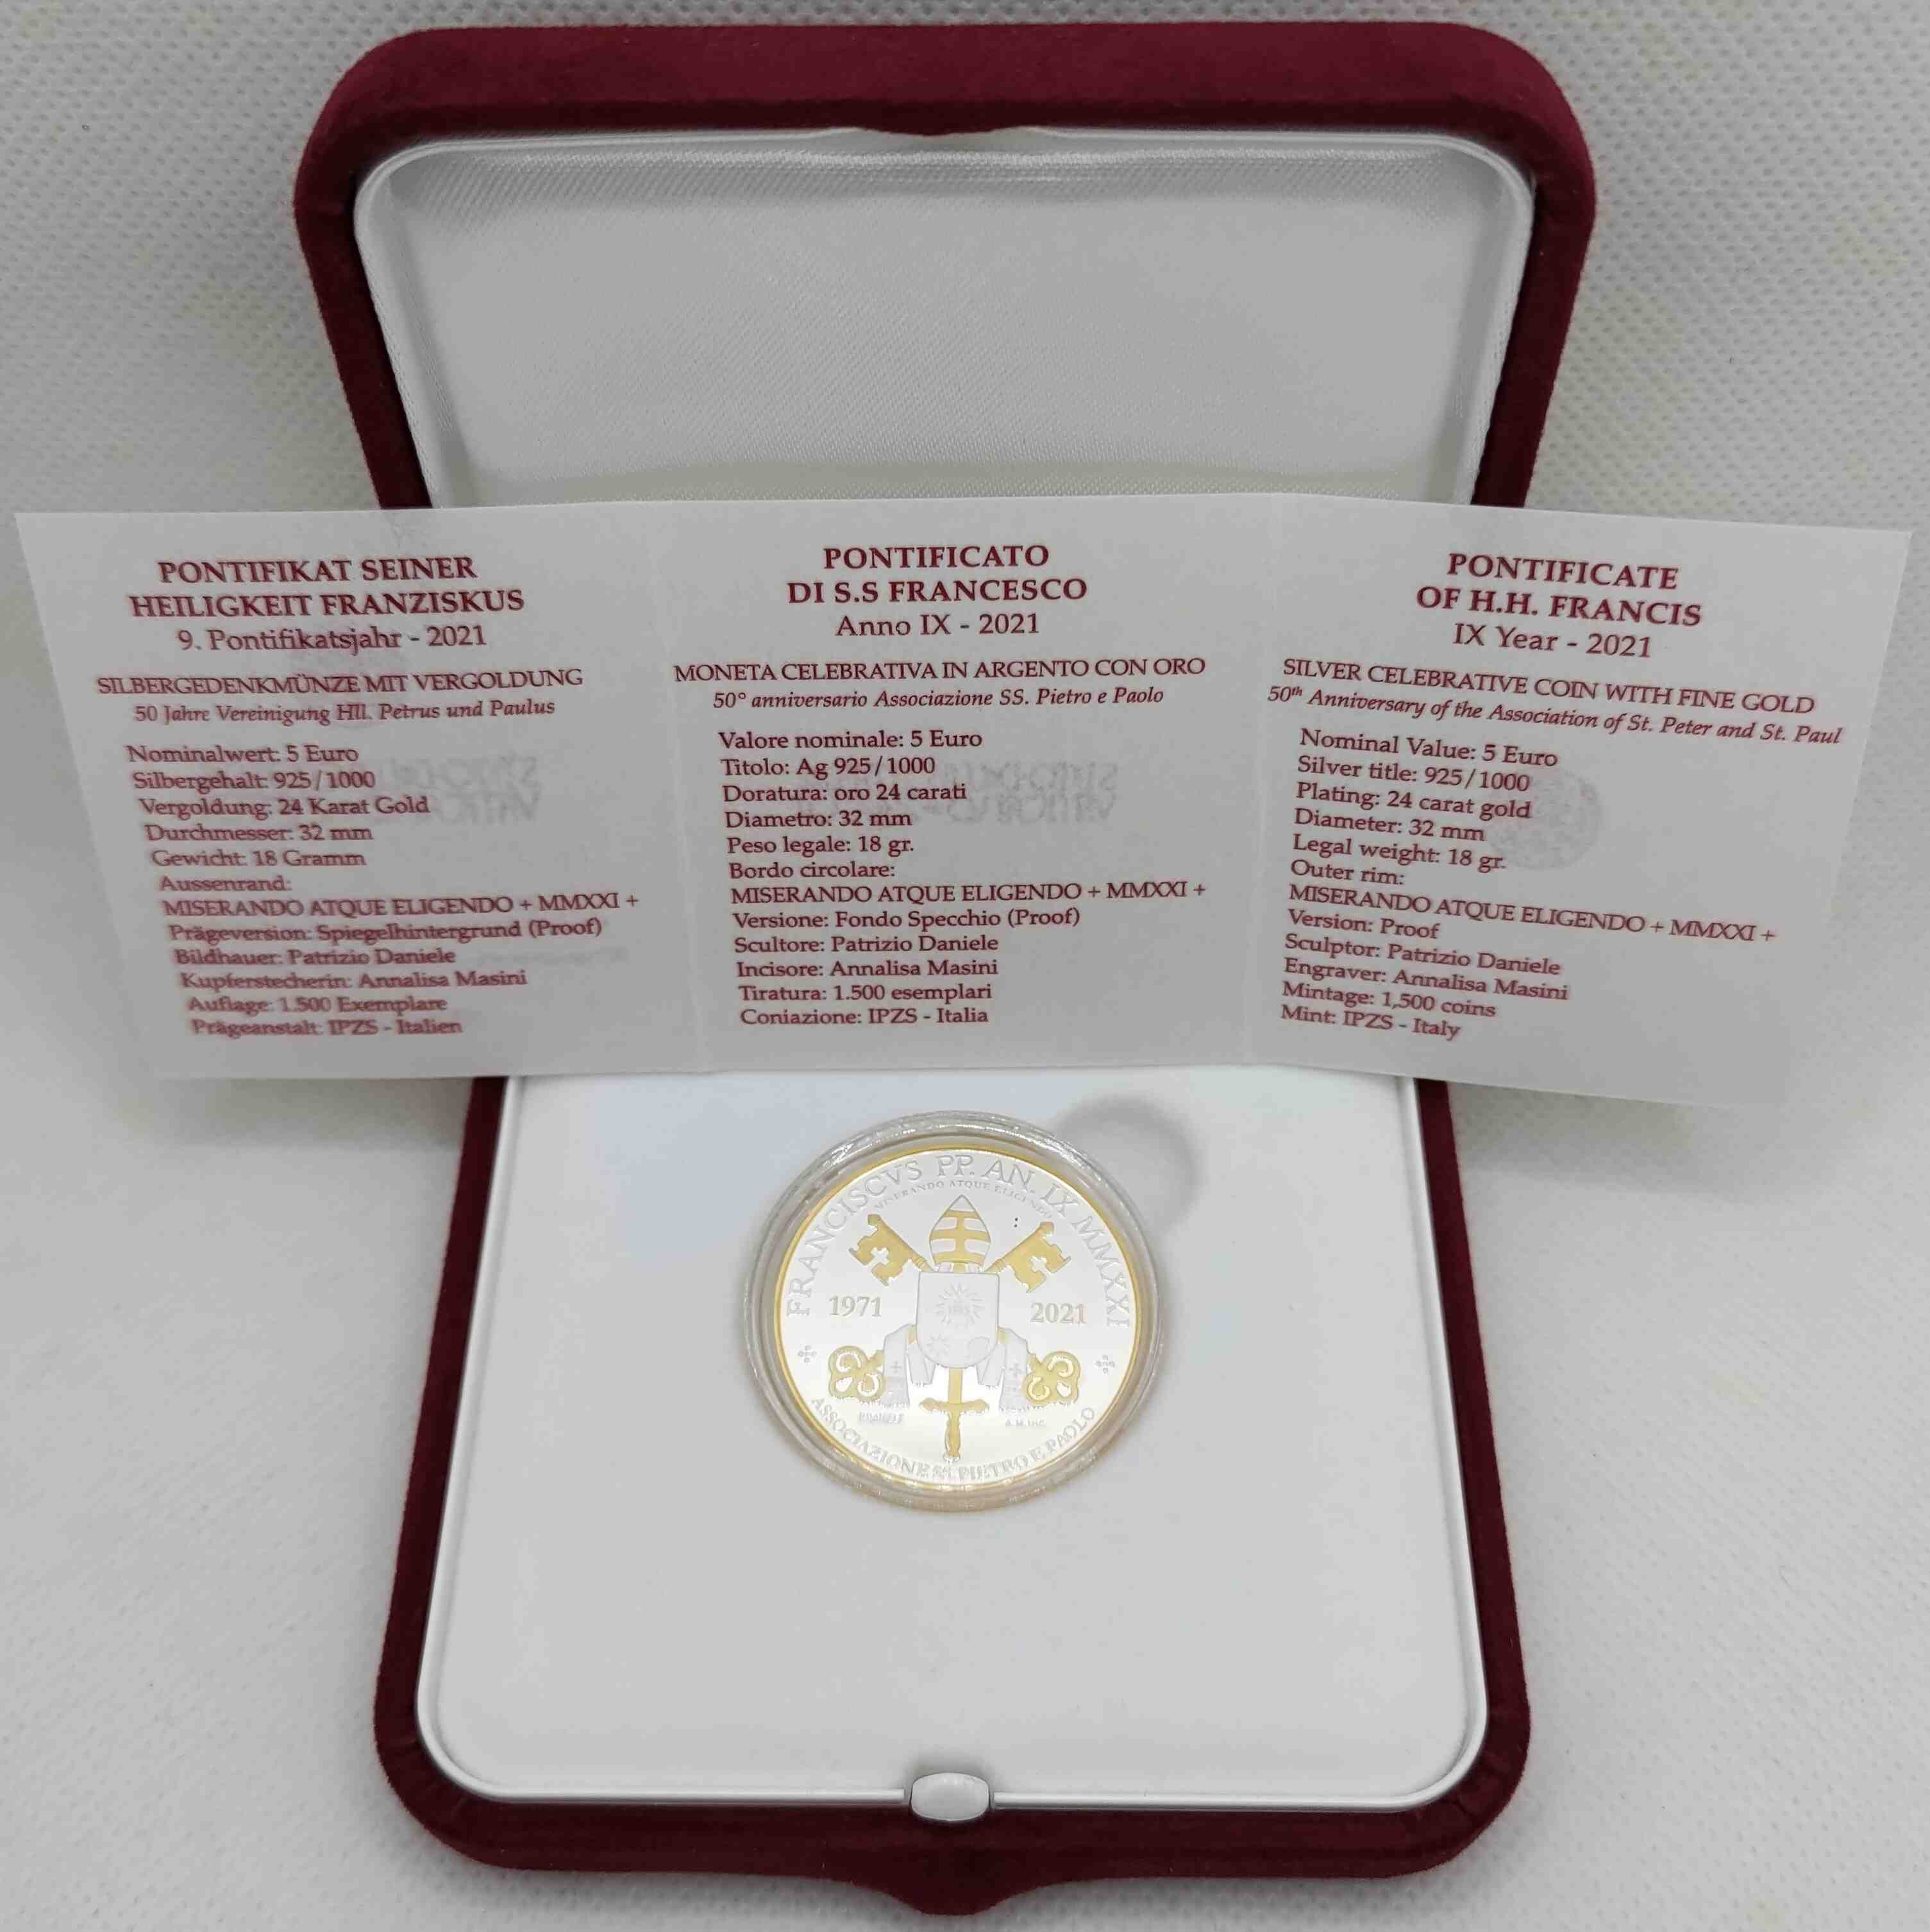 PONTIFIKAT SEINER
HEILIGKEIT FRANZISKUS
9. Pontifikatsjahr - 2021
SILBERGEDENKMÜNZE MIT VERGOLDUNG
50 Jahre Vereinigung Hll. Petrus und Paulus
Nominalwert: 5 Euro
Silbergehalt: 925/1000
Vergoldung: 24 Karat Gold
Durchmesser: 32 mm
Gewicht: 18 Gramm
Aussenrand:
MISERANDO ATQUE ELIGENDO + MMXXI +
Prägeversion: Spiegelhintergrund (Proof)
Bildhauer: Patrizio Daniele
Kupferstecherin: Annalisa Masini
Auflage: 1.500 Exemplare
Prägeanstalt: IPZS - Italien
PONTIFICATO
DI S.S FRANCESCO
Anno IX - 2021
MONETA CELEBRATIVA IN ARGENTO CON ORO
50° anniversario Associazione SS. Pietro e Paolo
Valore nominale: 5 Euro
Titolo: Ag 925/1000
Doratura: oro 24 carati
Diametro: 32 mm
Peso legale: 18 gr.
Bordo circolare:
MISERANDO ATQUE ELIGENDO + MMXXI +
Versione: Fondo Specchio (Proof)
Scultore: Patrizio Daniele
Incisore: Annalisa Masini
Tiratura: 1.500 esemplari
Coniazione: IPZS - Italia
PONTIFICATE
OF H.H. FRANCIS
IX Year - 2021
SILVER CELEBRATIVE COIN WITH FINE GOLD
50th Anniversary of the Association of St. Peter and St. Paul
Nominal Value: 5 Euro
Silver title: 925/1000
Plating: 24 carat gold
Diameter: 32 mm
Legal weight: 18 gr.
Outer rim:
MISERANDO ATQUE ELIGENDO + MMXXI +
Version: Proof
Sculptor: Patrizio Daniele
Engraver: Annalisa Masini
Mintage: 1,500 coins
Mint: IPZS - Italy
FRANCISCVS PP. AN. IX MMXXI
MISERANDO ATQUE ELIGENDO
1971
2021
ASSOCIAZIONE SS. PIETRO E PAOLO